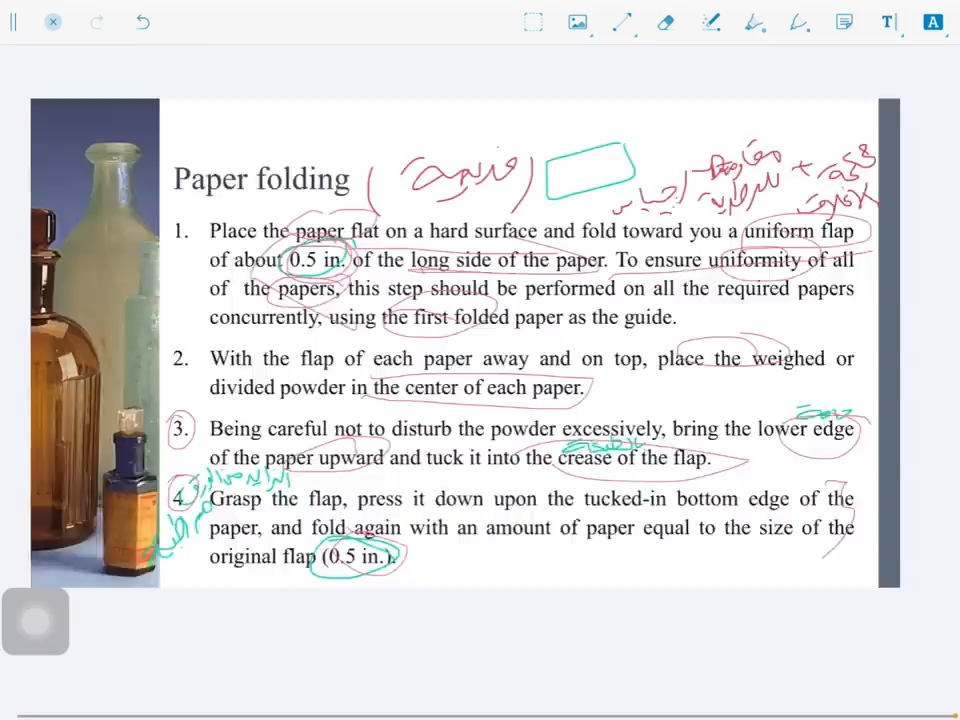 Paper folding
1. Place the paper flat on a hard surface and fold toward you a uniform flap
of about 0.5 in. of the long side of the paper. To ensure uniformity of all
of the papers, this step should be performed on all the required papers
concurrently, using the first folded paper as the guide.
2. With the flap of each paper away and on top, place the weighed or
divided powder in the center of each paper.
3. Being careful not to disturb the powder excessively, bring the lower edge
of the paper upward and tuck it into the crease of the flap.
4. Grasp the flap, press it down upon the tucked-in bottom edge of the
paper, and fold again with an amount of paper equal to the size of the
original flap (0.5 in.).